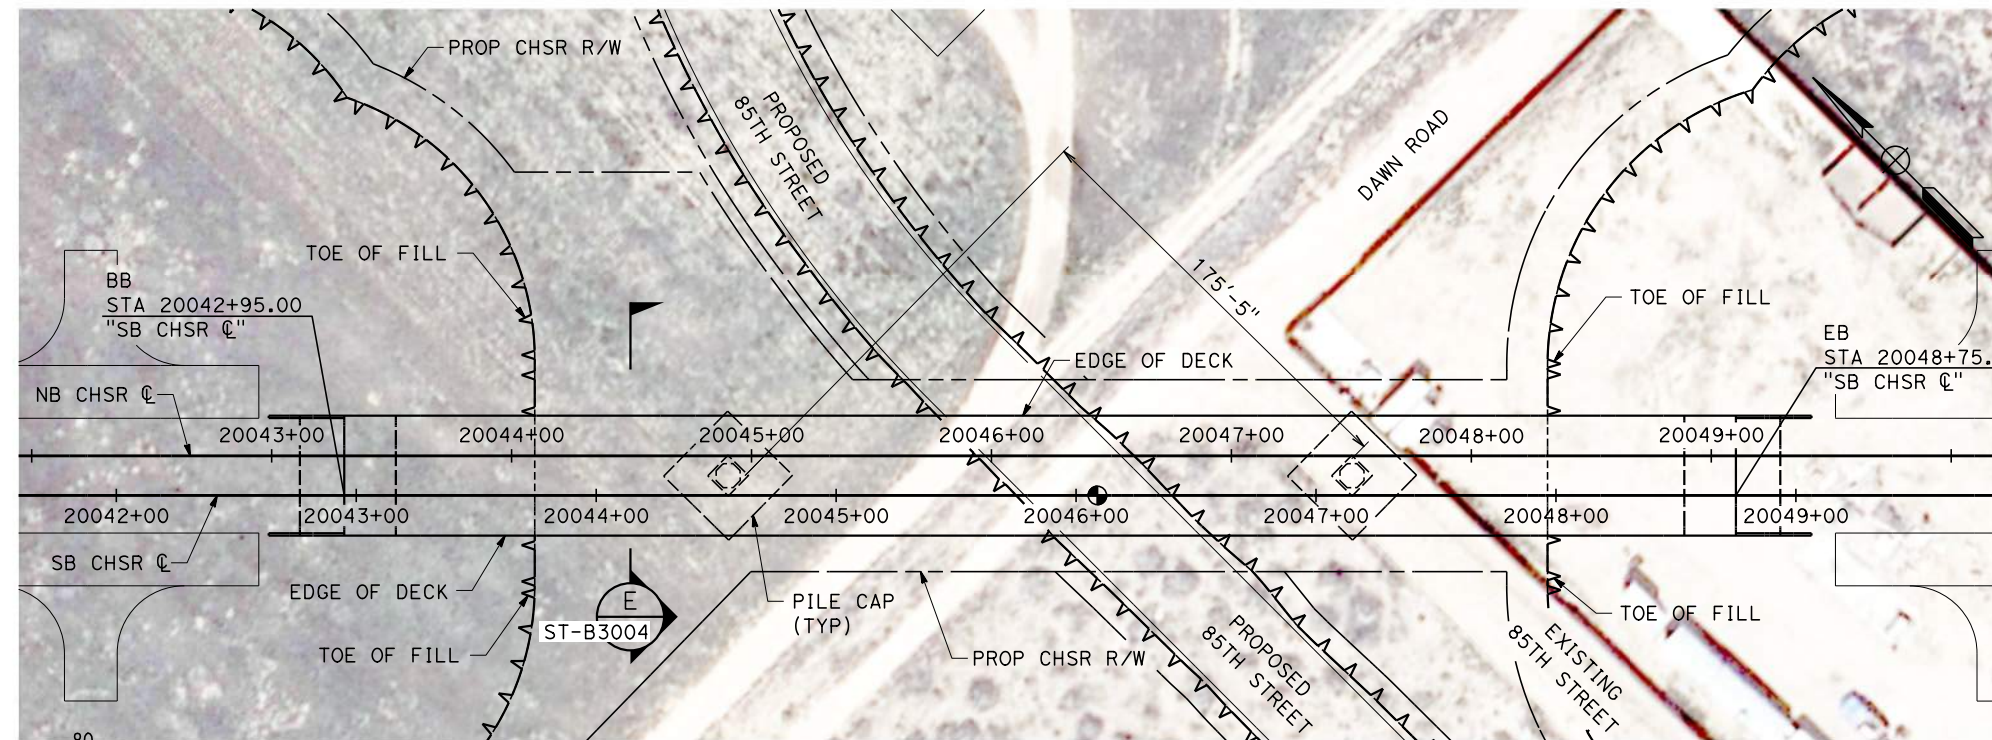 PROP CHSR R/W
PROPOSED
85TH STREET
DAWN ROAD
TOE OF FILL
175'-5"
BB
STA 20042+95.00
"SB CHSR ℄"
TOE OF FILL
EB
STA 20048+75.
"SB CHSR ℄"
EDGE OF DECK
NB CHSR ℄
20043+00
20044+00
20045+00
20046+00
20047+00
20048+00
20049+00
20042+00
20043+00
20044+00
20045+00
20046+00
20047+00
20048+00
20049+00
SB CHSR ℄
EDGE OF DECK
E
ST-B3004
PILE CAP
(TYP)
TOE OF FILL
TOE OF FILL
PROP CHSR R/W
PROPOSED
85TH STREET
EXISTING
85TH STREET